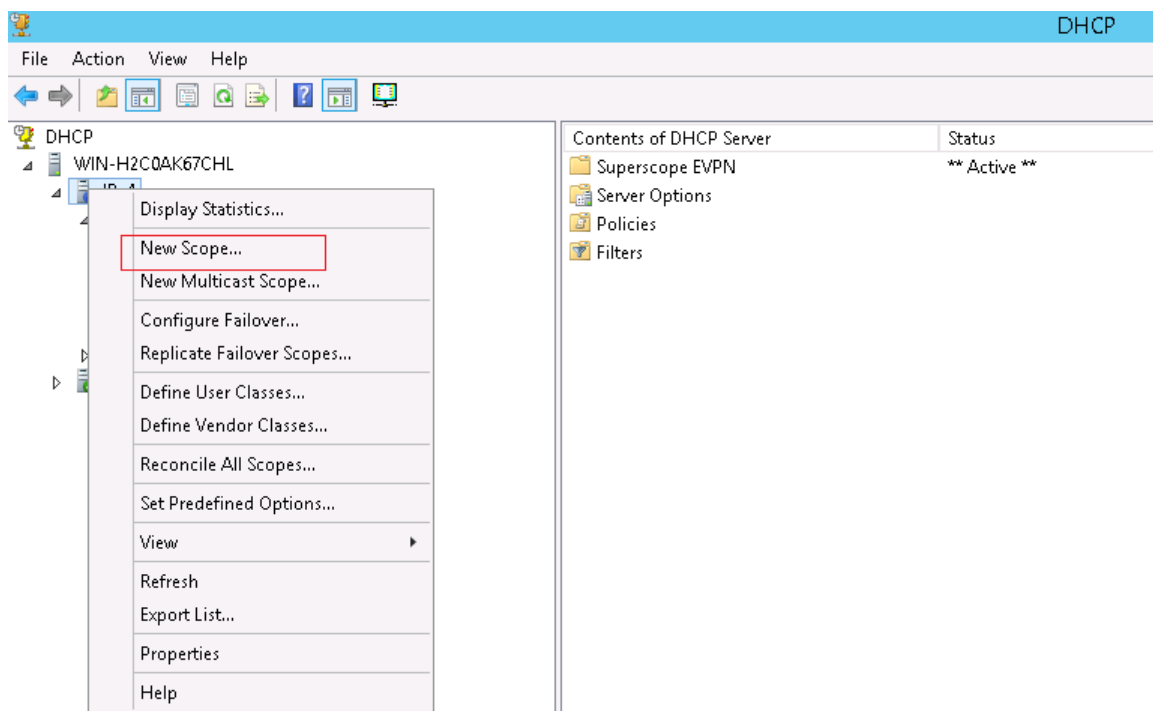 DHCP
File Action View Help
DHCP
WIN-H2C0AK67CHL
Display Statistics...
New Scope...
New Multicast Scope...
Configure Failover...
Replicate Failover Scopes...
Define User Classes...
Define Vendor Classes...
Reconcile All Scopes...
Set Predefined Options...
View
Refresh
Export List...
Properties
Help
Contents of DHCP Server Status
Superscope EVPN ** Active **
Server Options
Policies
Filters